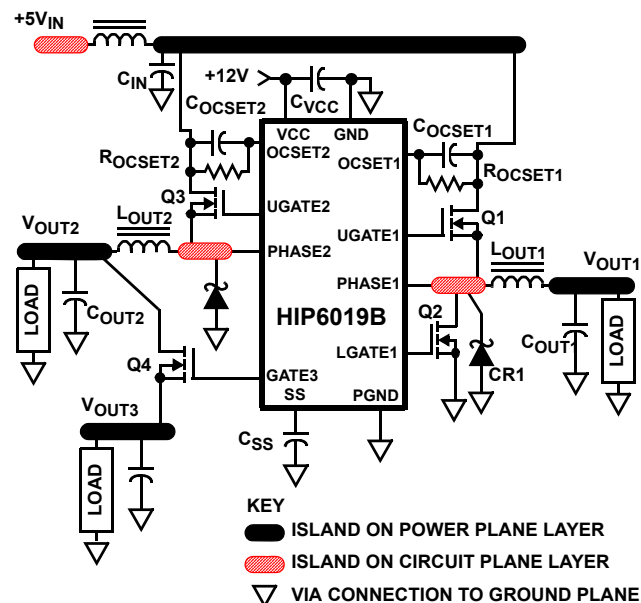 +5VIN
CIN
+12V
CVCC
COCSET2
COCSET1
VCC
GND
OCSET2
OCSET1
ROCSET2
ROCSET1
Q3
Q1
UGATE2
UGATE1
VOUT2
LOUT2
LOUT1
VOUT1
PHASE2
PHASE1
HIP6019B
LOAD
COUT2
Q2
COUT1
LOAD
Q4
LGATE1
CR1
GATE3
SS
PGND
VOUT3
CSS
LOAD
KEY
ISLAND ON POWER PLANE LAYER
ISLAND ON CIRCUIT PLANE LAYER
VIA CONNECTION TO GROUND PLANE